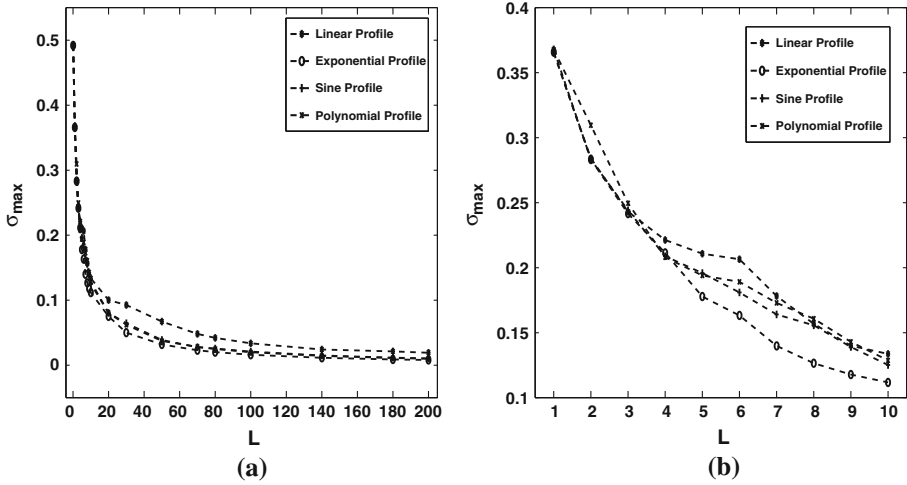 0.5
0.4
0.3
0.2
0.1
0
σmax
0 20 40 60 80 100 120 140 160 180 200
L
Linear Profile
Exponential Profile
Sine Profile
Polynomial Profile
(a)
0.4
0.35
0.3
0.25
0.2
0.15
0.1
σmax
1 2 3 4 5 6 7 8 9 10
L
Linear Profile
Exponential Profile
Sine Profile
Polynomial Profile
(b)